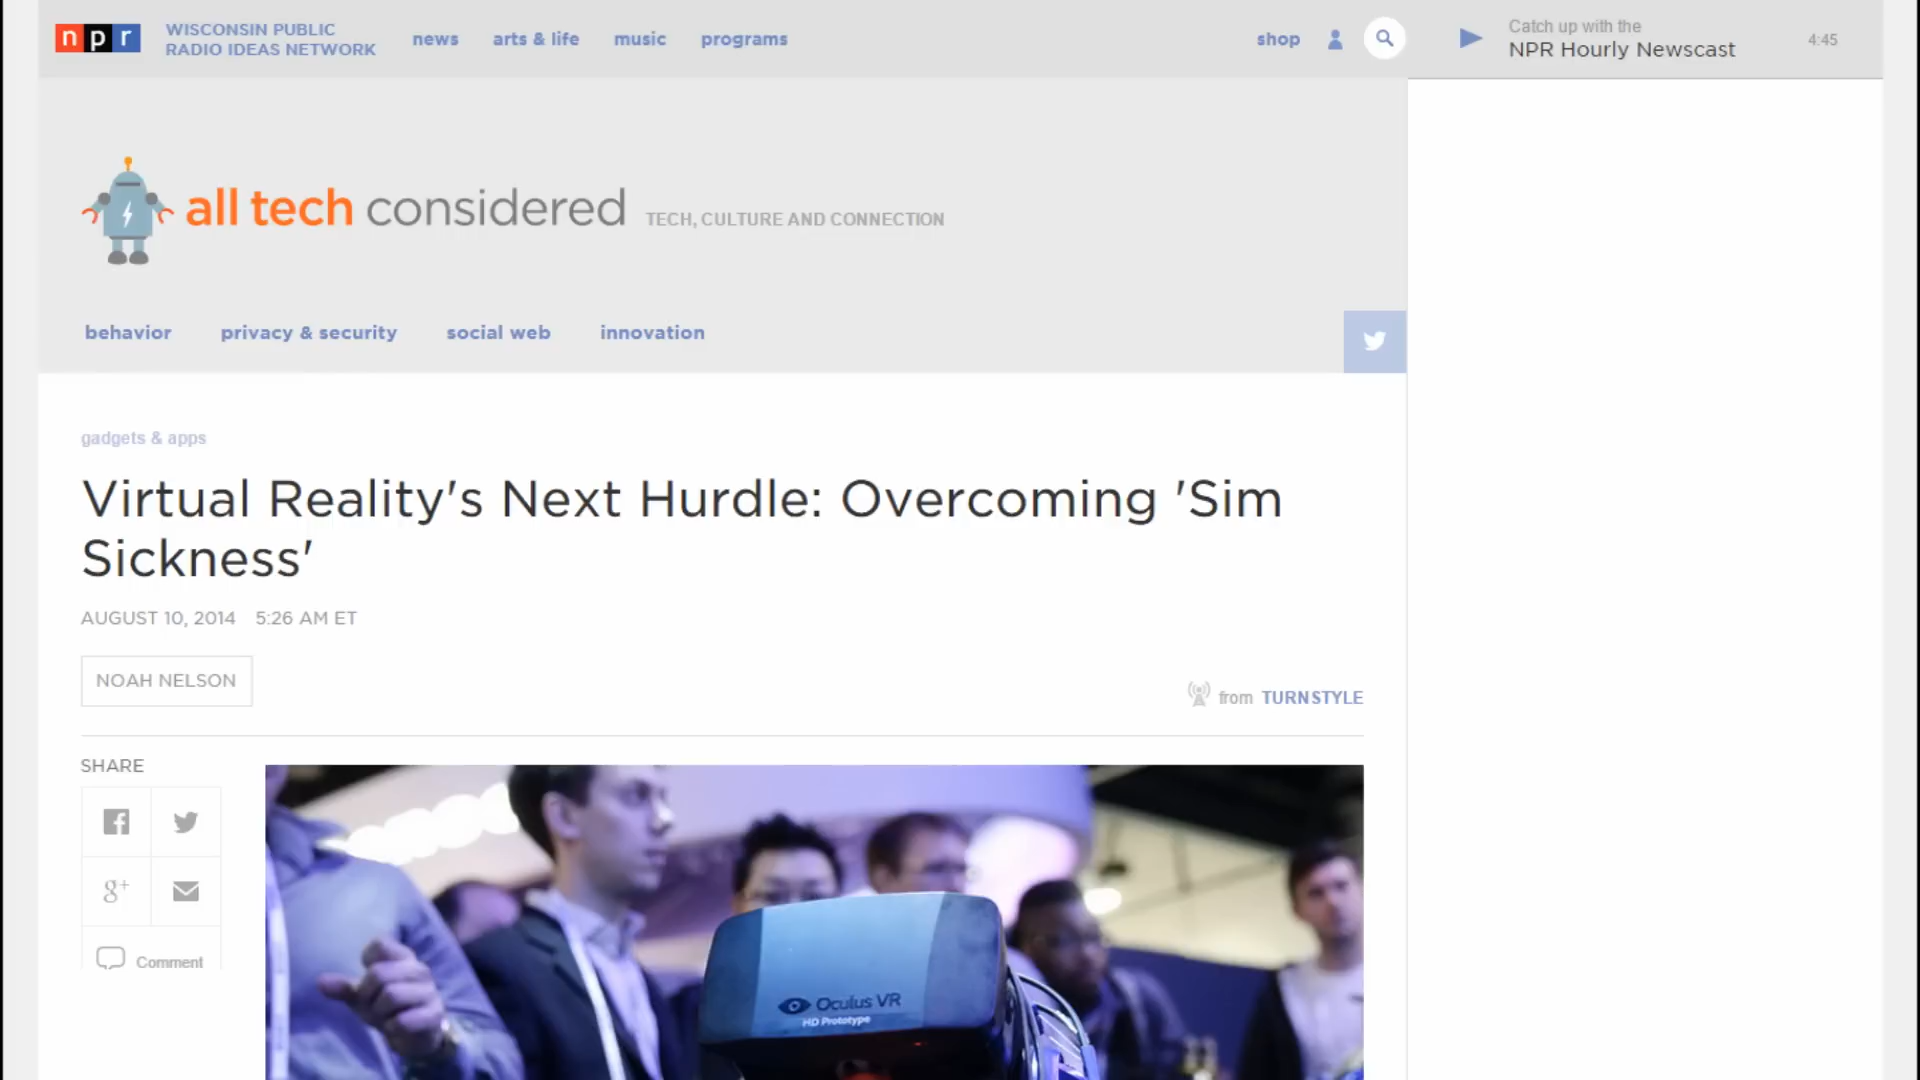 npr
WISCONSIN PUBLIC
RADIO IDEAS NETWORK
news
arts & life
music
programs
shop
Catch up with the
NPR Hourly Newscast
4:45
all tech considered
TECH, CULTURE AND CONNECTION
behavior
privacy & security
social web
innovation
gadgets & apps
Virtual Reality's Next Hurdle: Overcoming 'Sim
Sickness'
AUGUST 10, 2014 5:26 AM ET
NOAH NELSON
from TURNSTYLE
SHARE
g+
Comment
Oculus VR
HD Prototype